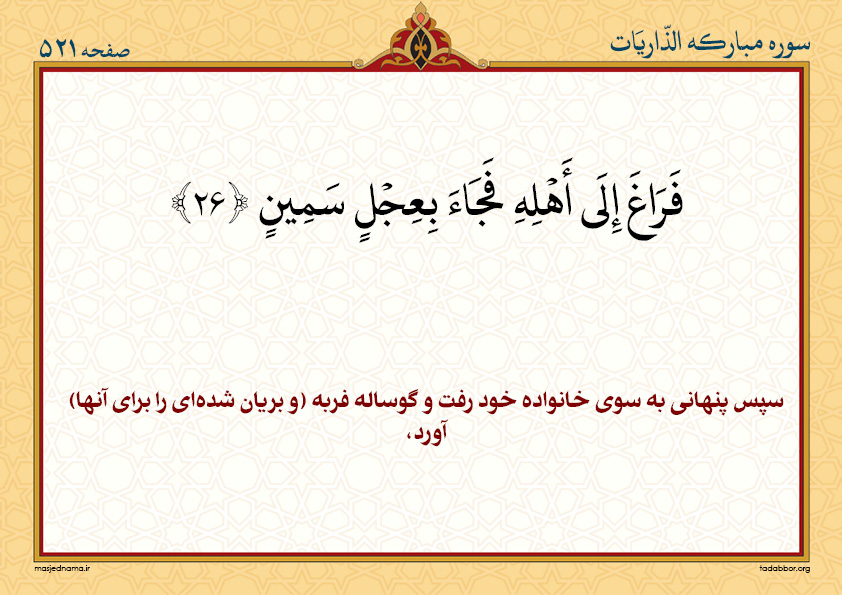 سوره مبارکه الذّاریَات
صفحه ۵۲۱
فَرَاغَ إِلَى أَهْلِهِ فَجَاءَ بِعِجْلٍ سَمِينٍ ﴿۲۶﴾
سپس پنهانی به سوی خانواده خود رفت و گوساله فربه (و بریان شده‌ای را برای آنها)
آورد،
masjednama.ir
tadabbor.org